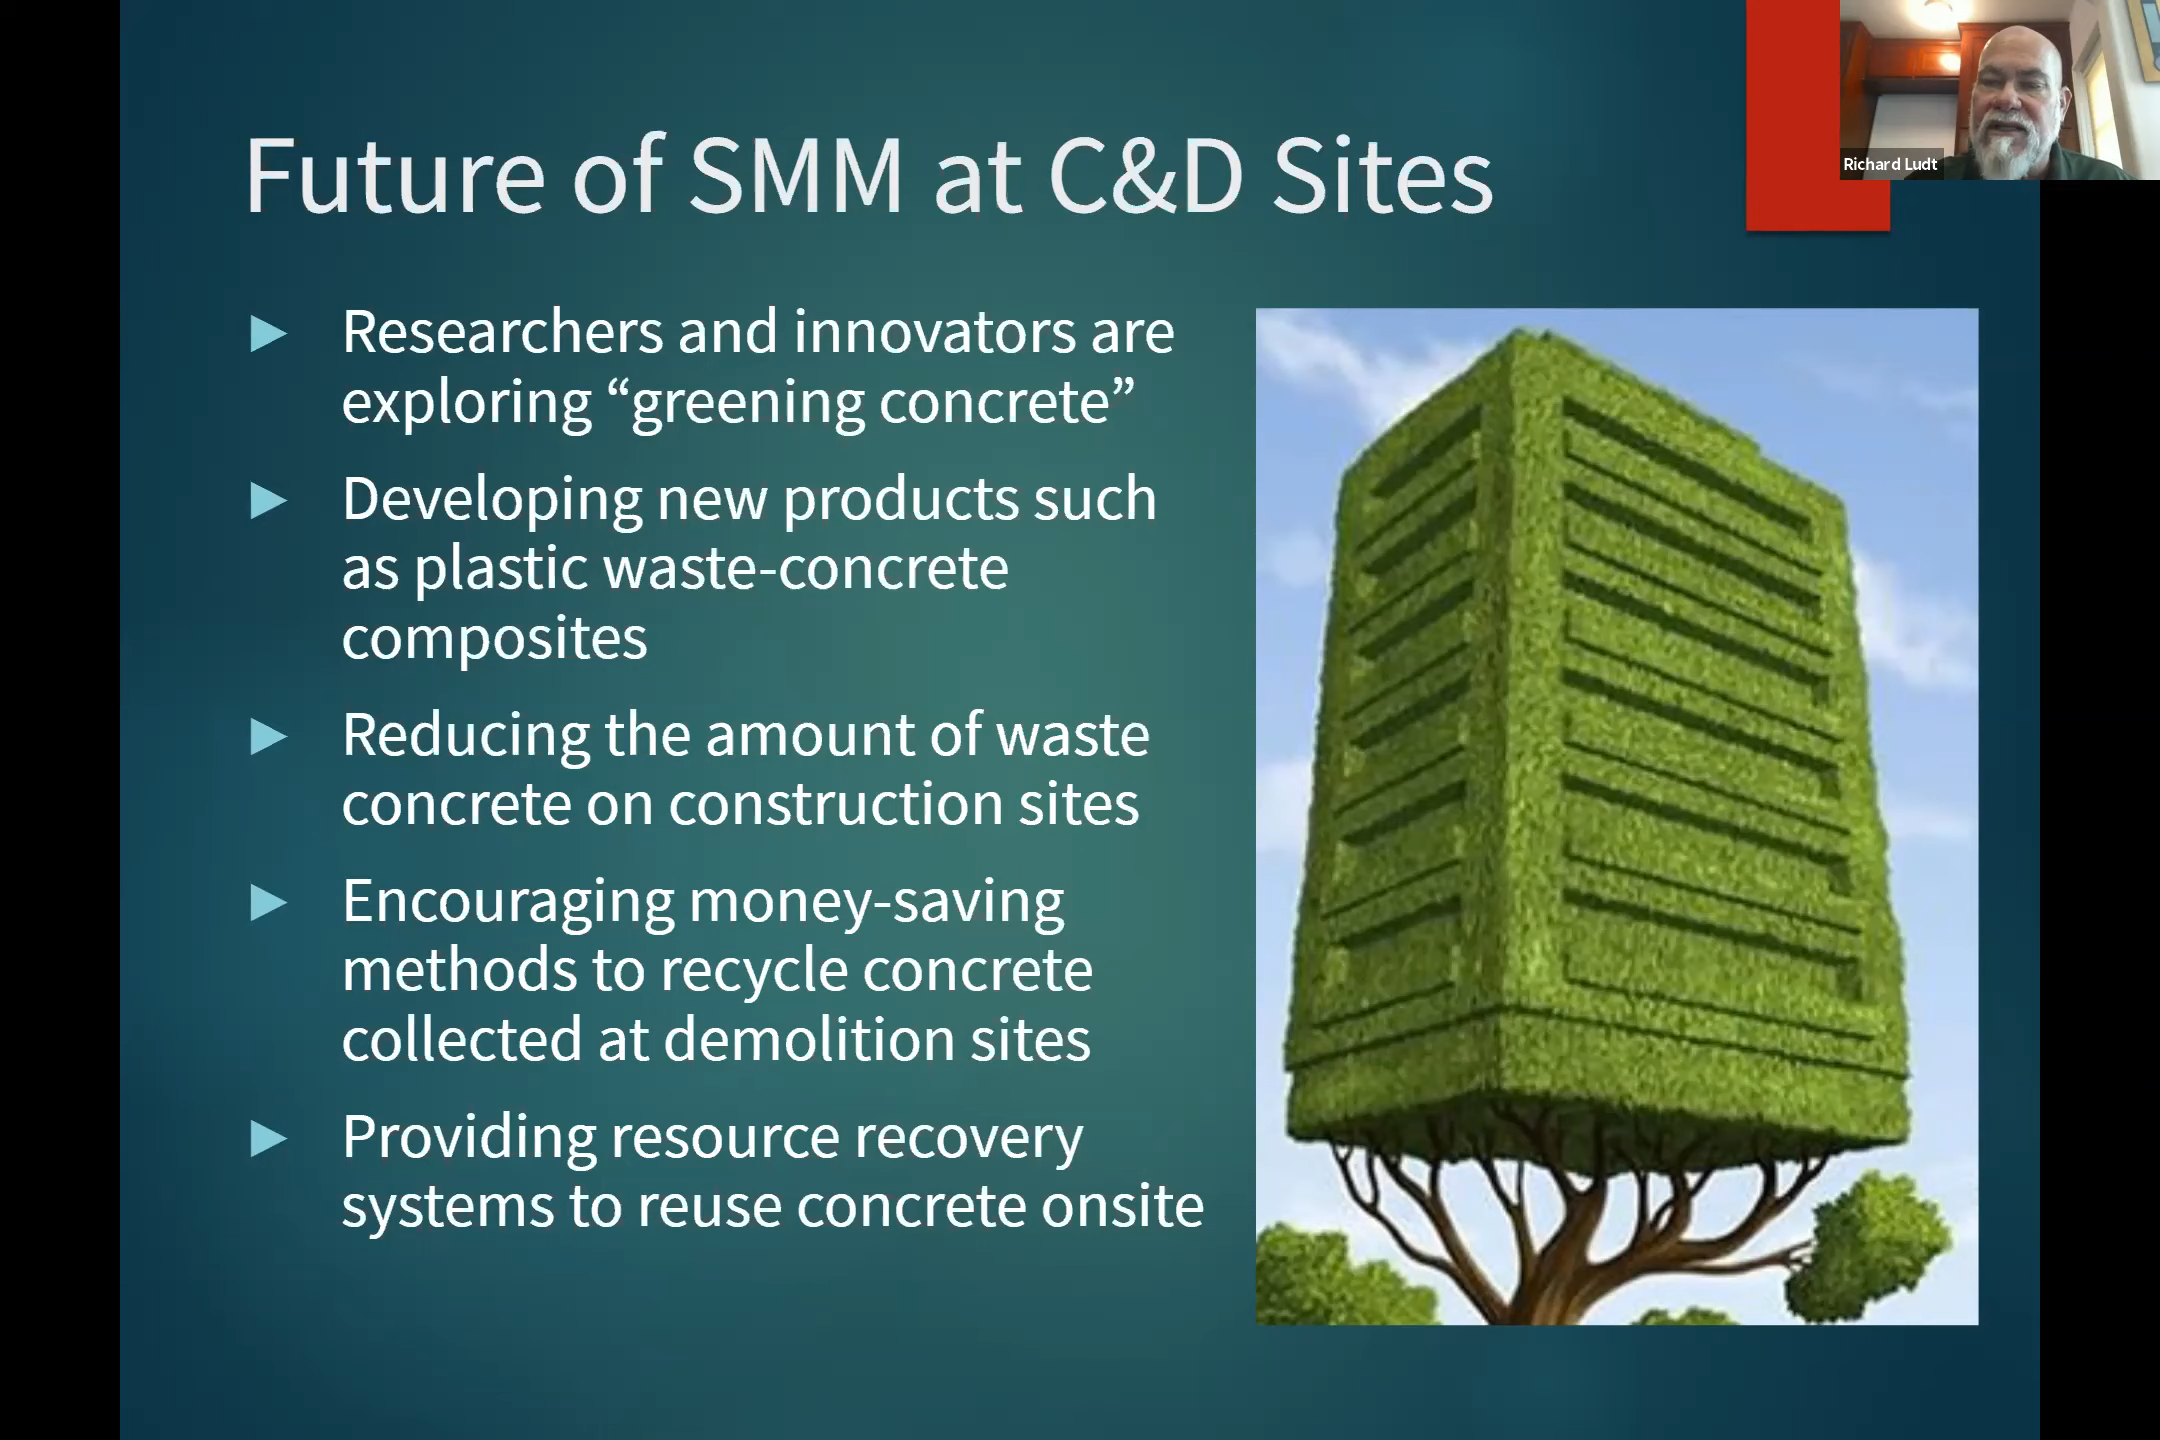 Future of SMM at C&D Sites
Richard Ludt
► Researchers and innovators are
exploring “greening concrete”
► Developing new products such
as plastic waste-concrete
composites
► Reducing the amount of waste
concrete on construction sites
► Encouraging money-saving
methods to recycle concrete
collected at demolition sites
► Providing resource recovery
systems to reuse concrete onsite